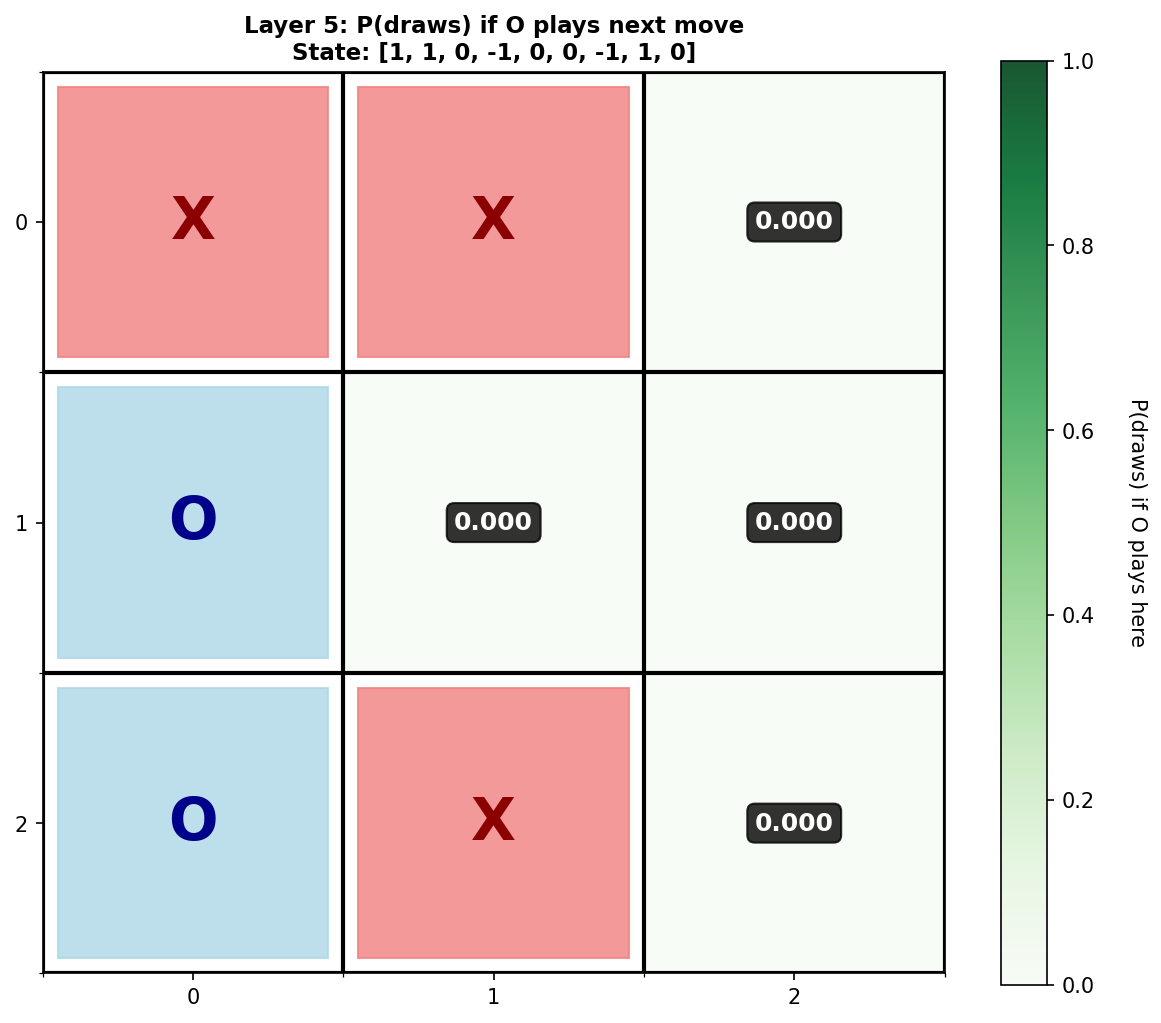 Layer 5: P(draws) if O plays next move
State: [1, 1, 0, -1, 0, 0, -1, 1, 0]
X X 0.000
O 0.000 0.000
O X 0.000
0
1
2
0 1 2
1.0
0.8
0.6
0.4
0.2
0.0
P(draws) if O plays here